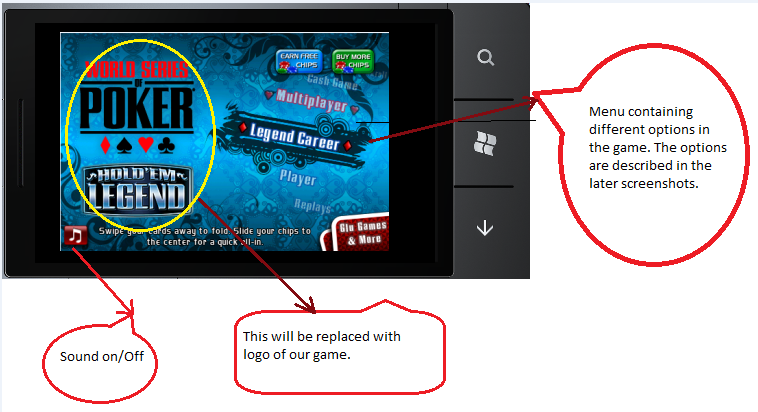 EARN FREE
CHIPS
BUY MORE
CHIPS
Cash Game
WORLD SERIES
OF
POKER
Multiplayer
Legend Career
Player
HOLD'EM
LEGEND
Replays
Swipe your cards away to fold. Slide your chips to
the center for a quick all-in.
Glu Games
& More
Menu containing
different options in
the game. The options
are described in the
later screenshots.
Sound on/Off
This will be replaced with
logo of our game.